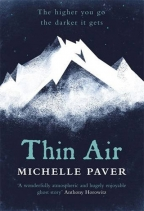 The higher you go
the darker it gets
Thin Air
MICHELLE PAVER
'A wonderfully atmospheric and hugely enjoyable
ghost story' Anthony Horowitz